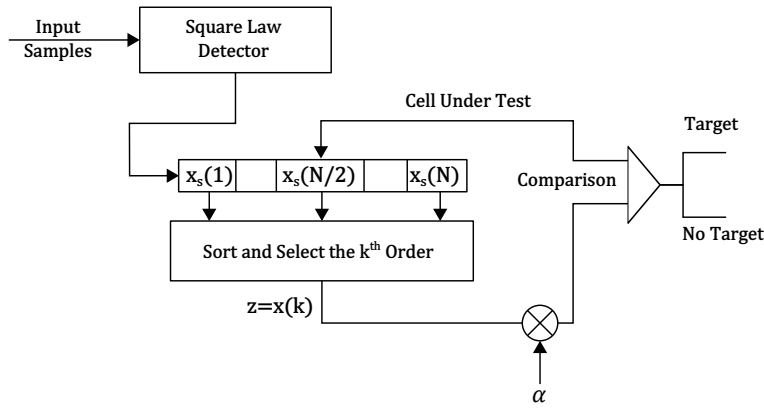 Input
Samples
Square Law
Detector
Cell Under Test
Target
x_s(1)
x_s(N/2)
x_s(N)
Comparison
No Target
Sort and Select the k^th Order
z=x(k)
α